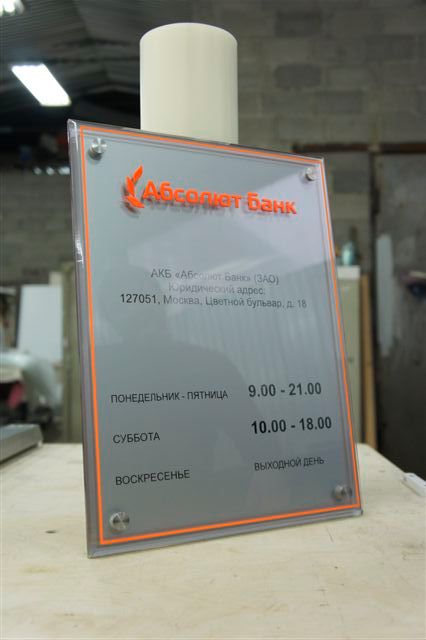 Абсолют Банк
АКБ «Абсолют Банк» (ЗАО)
Юридический адрес:
127051, Москва, Цветной бульвар, д. 18
ПОНЕДЕЛЬНИК - ПЯТНИЦА 9.00 - 21.00
СУББОТА 10.00 - 18.00
ВОСКРЕСЕНЬЕ ВЫХОДНОЙ ДЕНЬ